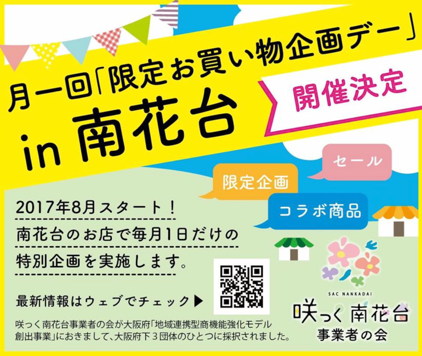 月一回「限定お買い物企画デー」
in 南花台
開催決定
セール
限定企画
コラボ商品
2017年8月スタート！
南花台のお店で毎月1日だけの
特別企画を実施します。
最新情報はウェブでチェック▶
SAC NANKADAI
咲っく南花台
事業者の会
咲っく南花台事業者の会が大阪府「地域連携型商機能強化モデル
創出事業」におきまして、大阪府下3団体のひとつに採択されました。